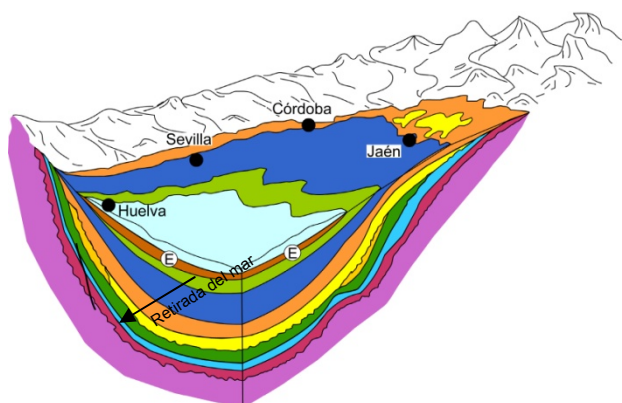 Córdoba
Sevilla
Jaén
Huelva
E
E
Retirada del mar